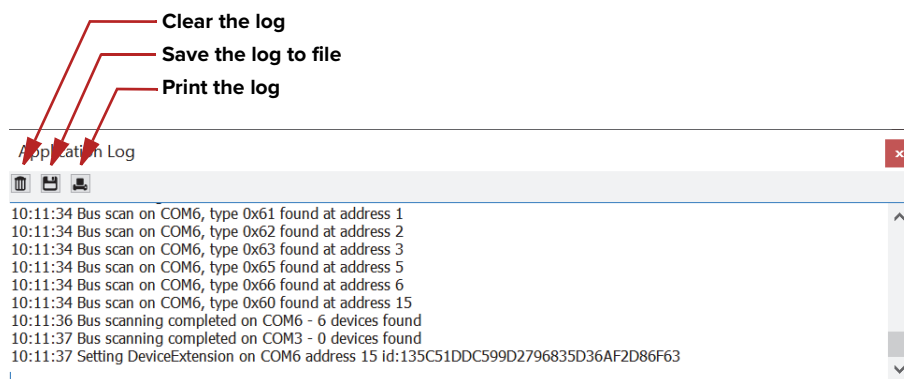 Clear the log
Save the log to file
Print the log
Application Log
10:11:34 Bus scan on COM6, type 0x61 found at address 1
10:11:34 Bus scan on COM6, type 0x62 found at address 2
10:11:34 Bus scan on COM6, type 0x63 found at address 3
10:11:34 Bus scan on COM6, type 0x65 found at address 5
10:11:34 Bus scan on COM6, type 0x66 found at address 6
10:11:34 Bus scan on COM6, type 0x60 found at address 15
10:11:36 Bus scanning completed on COM6 - 6 devices found
10:11:37 Bus scanning completed on COM3 - 0 devices found
10:11:37 Setting DeviceExtension on COM6 address 15 id:135C51DDC599D2796835D36AF2D86F63